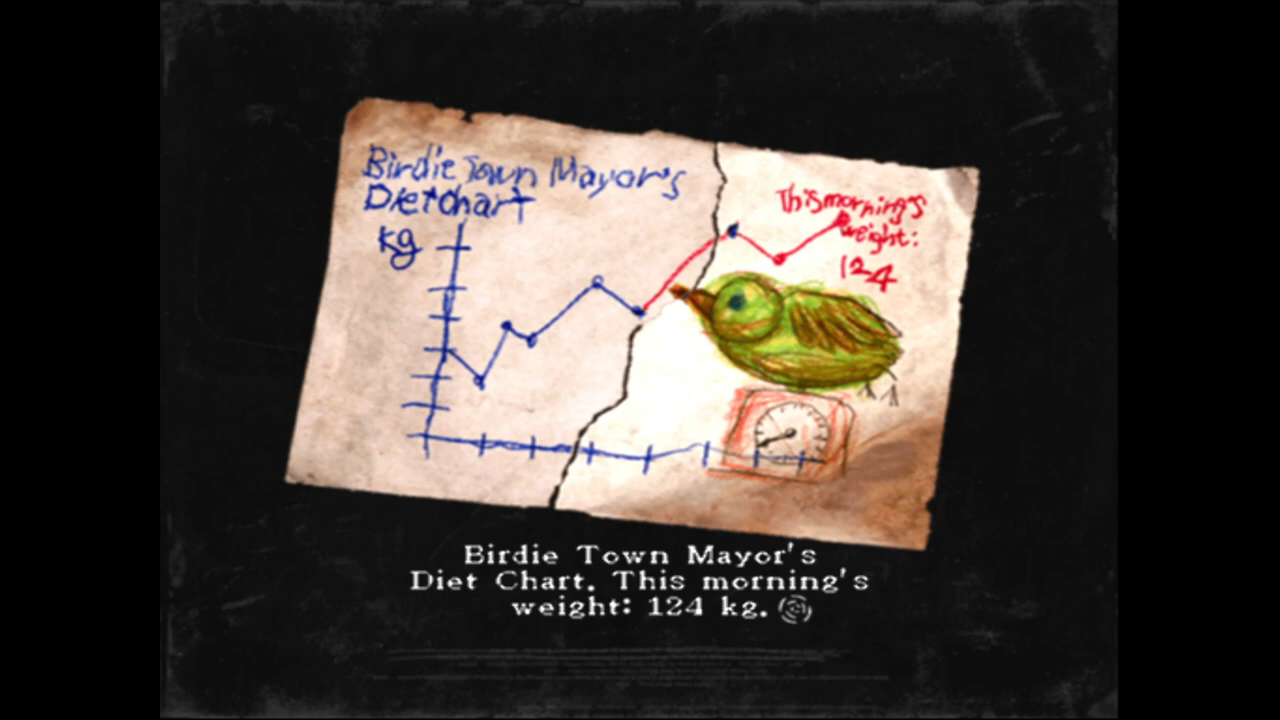 Birdie Town Mayor's
Diet chart
kg
This morning's
weight:
124
Birdie Town Mayor's
Diet Chart. This morning's
weight: 124 kg.